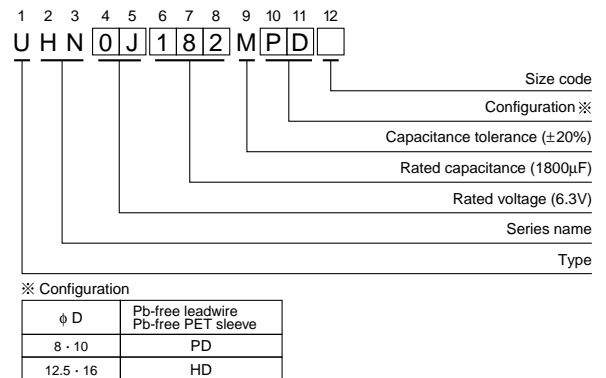 1 2 3 4 5 6 7 8 9 10 11 12
U H N 0 J 1 8 2 M P D
Size code
Configuration ※
Capacitance tolerance (±20%)
Rated capacitance (1800µF)
Rated voltage (6.3V)
Series name
Type
※ Configuration
ϕ D Pb-free leadwire
Pb-free PET sleeve
8 · 10 PD
12.5 · 16 HD